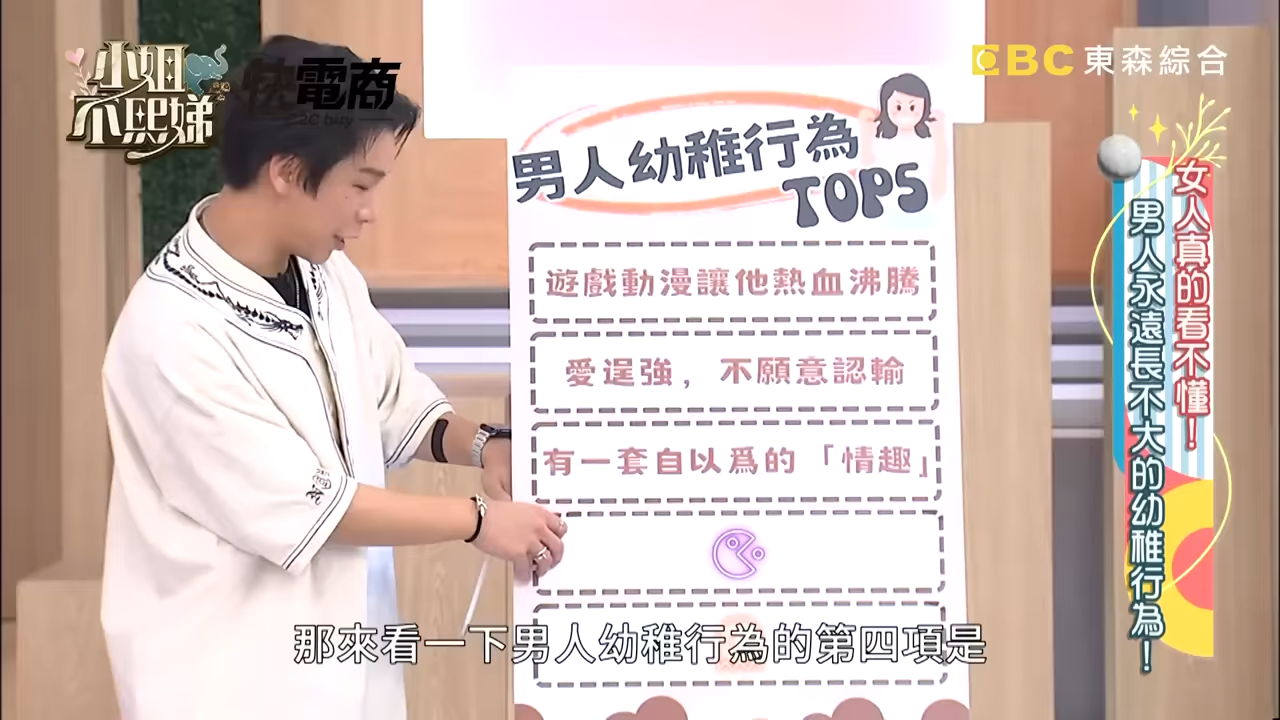 小姐
不熙娣
快電商
EBC 東森綜合
男人幼稚行為
TOP5
遊戲動漫讓他熱血沸騰
愛逞強，不願意認輸
有一套自以爲的「情趣」
女人真的看不懂！
男人永遠長不大的幼稚行為！
那來看一下男人幼稚行為的第四項是